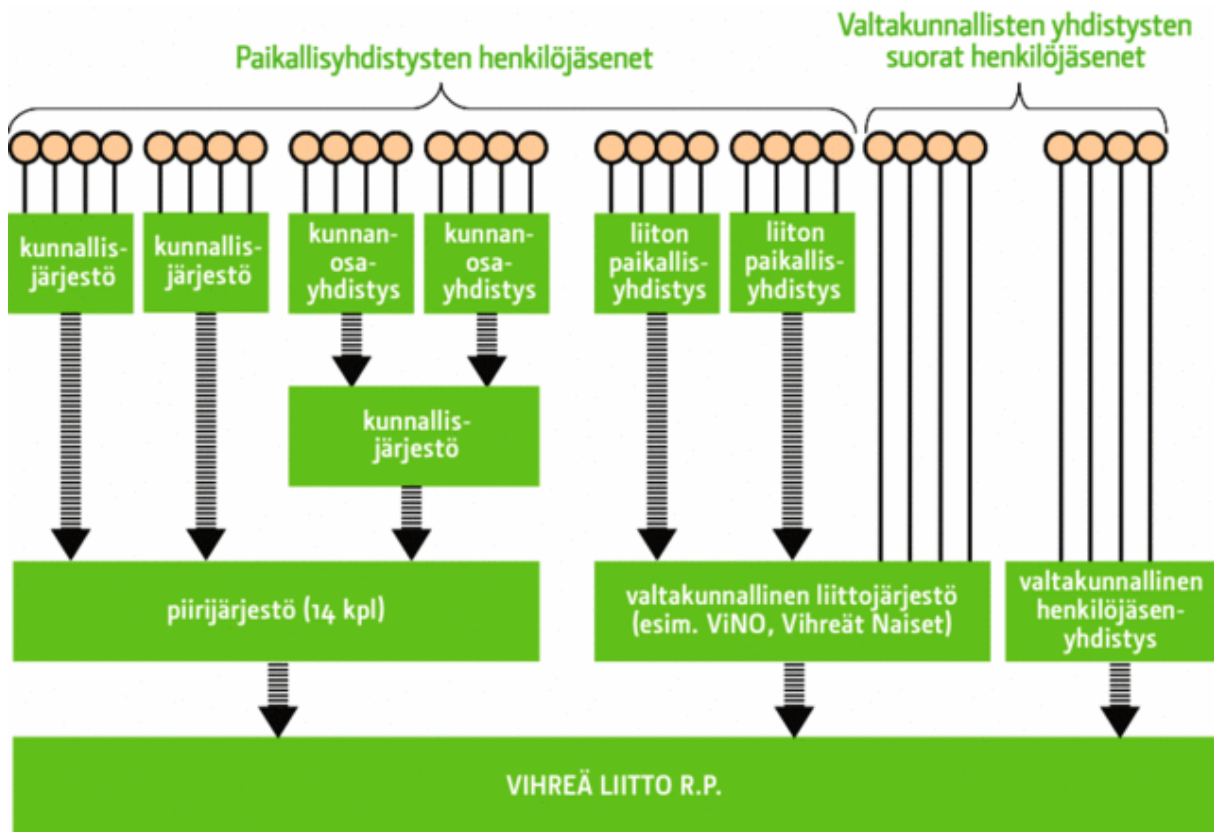 Paikallisyhdistysten henkilöjäsenet
Valtakunnallisten yhdistysten
suorat henkilöjäsenet
kunnallis-
järjestö
kunnallis-
järjestö
kunnan-
osa-
yhdistys
kunnan-
osa-
yhdistys
liiton
paikallis-
yhdistys
liiton
paikallis-
yhdistys
kunnallis-
järjestö
piirijärjestö (14 kpl)
valtakunnallinen liittojärjestö
(esim. ViNO, Vihreät Naiset)
valtakunnallinen
henkilöjäsen-
yhdistys
VIHREÄ LIITTO R.P.